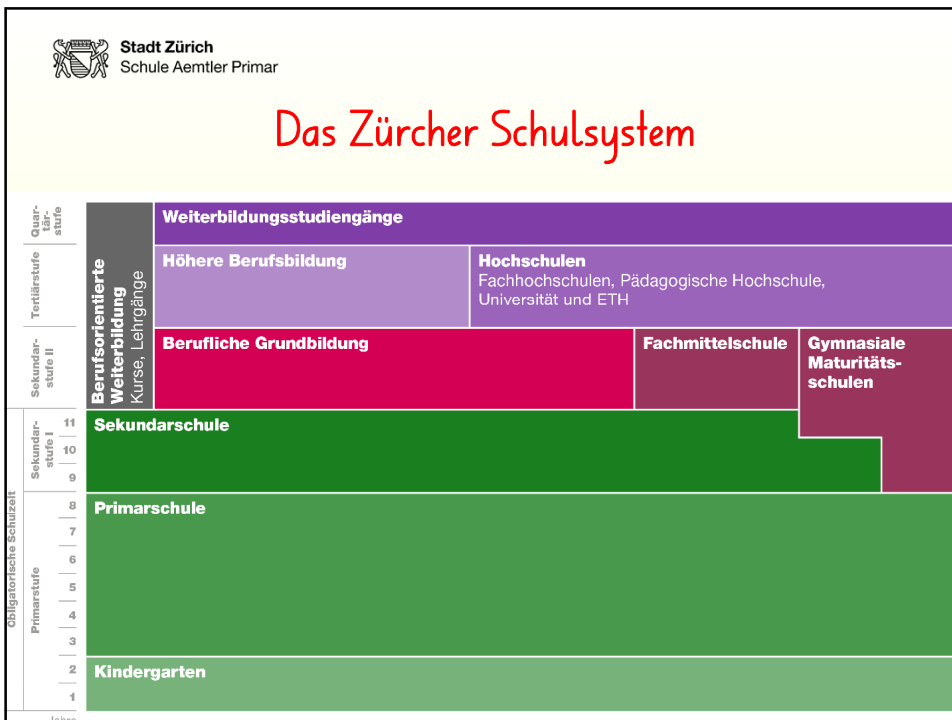 Stadt Zürich
Schule Aemtler Primar
Das Zürcher Schulsystem
Quar-
tär-
stufe
Tertiärstufe
Sekundar-
stufe II
Sekundar-
stufe I
Primarstufe
Obligatorische Schulzeit
11
10
9
8
7
6
5
4
3
2
1
Jahre
Berufsorientierte
Weiterbildung
Kurse, Lehrgänge
Weiterbildungsstudiengänge
Höhere Berufsbildung
Hochschulen
Fachhochschulen, Pädagogische Hochschule,
Universität und ETH
Berufliche Grundbildung
Fachmittelschule
Gymnasiale
Maturitäts-
schulen
Sekundarschule
Primarschule
Kindergarten